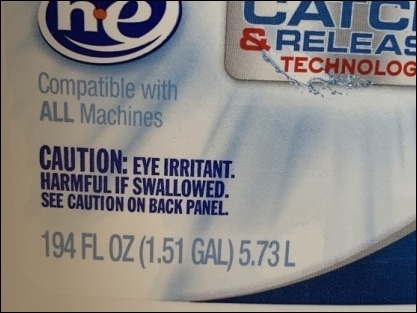 he
CATC
& RELEAS
TECHNOLOG
Compatible with
ALL Machines
CAUTION: EYE IRRITANT.
HARMFUL IF SWALLOWED.
SEE CAUTION ON BACK PANEL.
194 FL OZ (1.51 GAL) 5.73 L